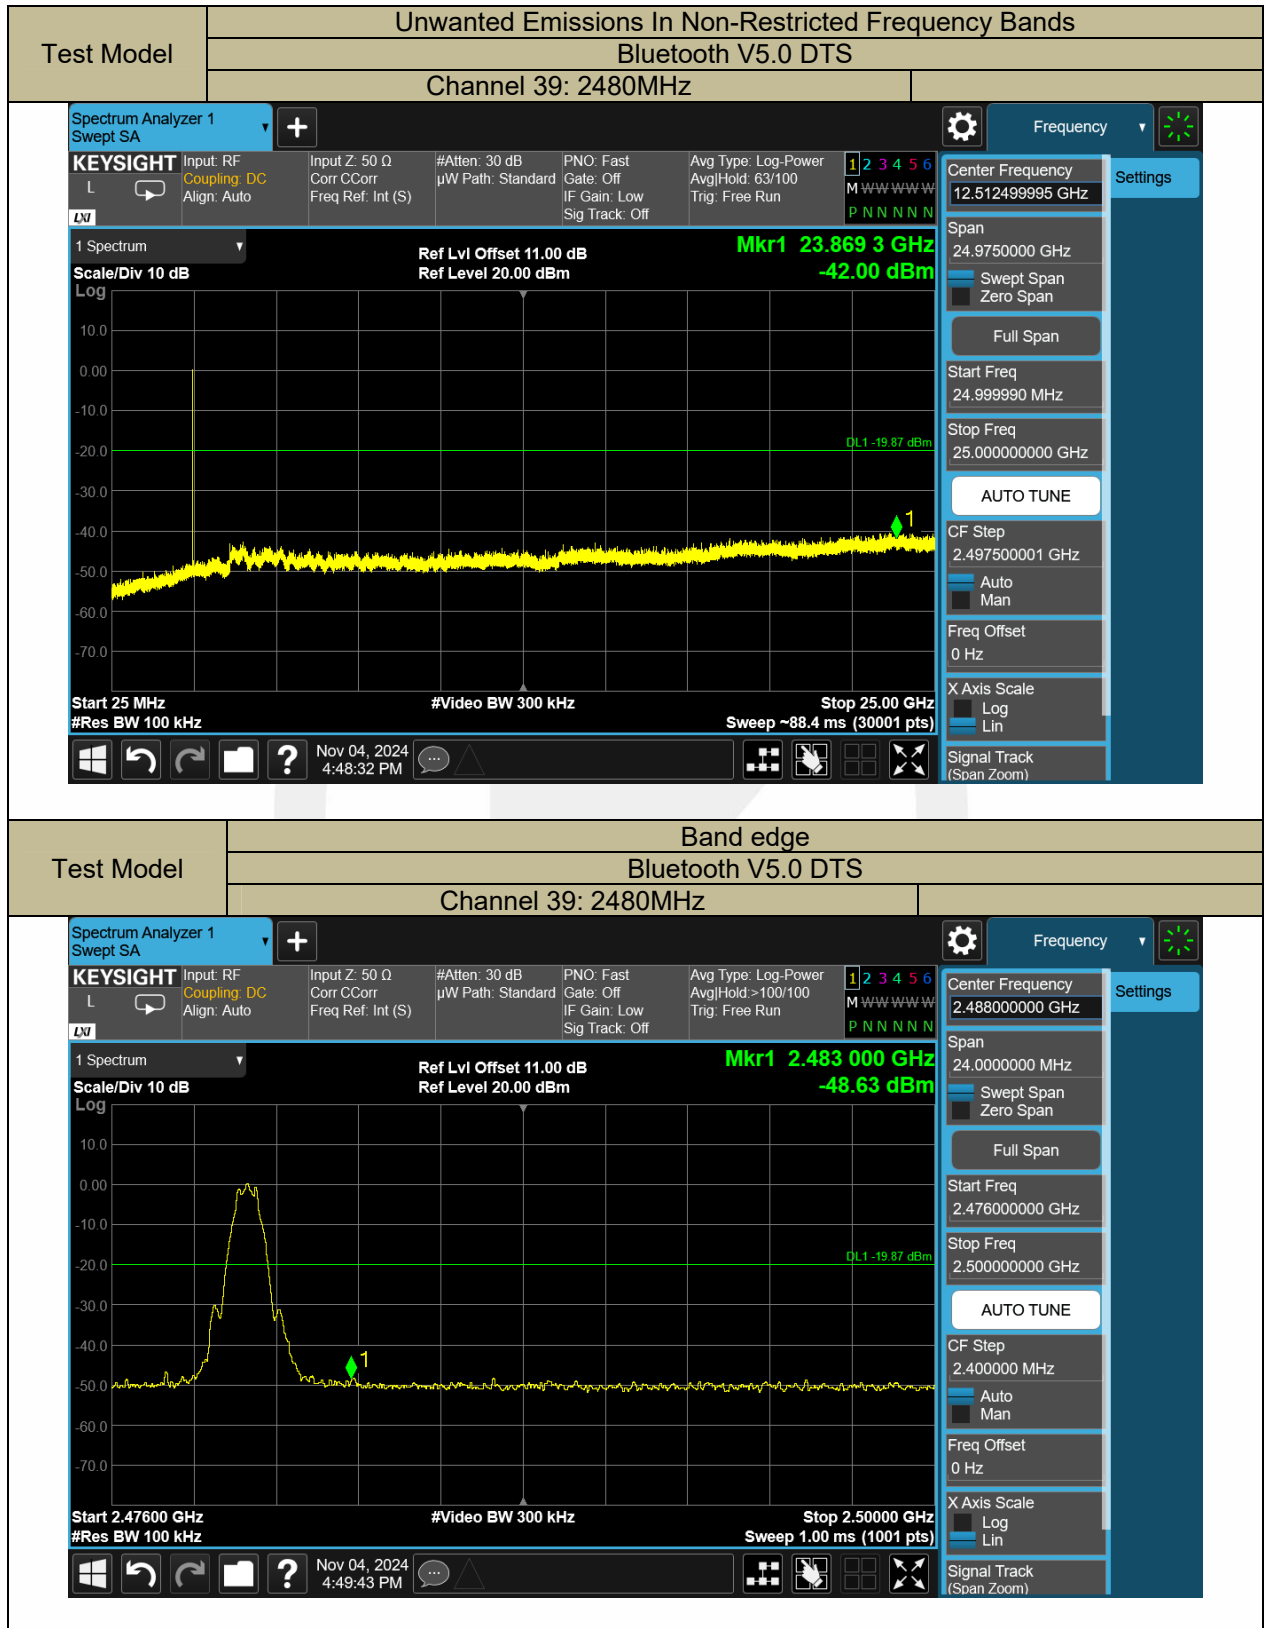 Test Model
Unwanted Emissions In Non-Restricted Frequency Bands
Bluetooth V5.0 DTS
Channel 39: 2480MHz
Spectrum Analyzer 1
Swept SA
Frequency
KEYSIGHT
L
LXI
Input: RF
Coupling: DC
Align: Auto
Input Z: 50 Ω
Corr CCorr
Freq Ref: Int (S)
#Atten: 30 dB
µW Path: Standard
PNO: Fast
Gate: Off
IF Gain: Low
Sig Track: Off
Avg Type: Log-Power
Avg|Hold: 63/100
Trig: Free Run
1 2 3 4 5 6
M W W W W W
P N N N N N
1 Spectrum
Scale/Div 10 dB
Log
Ref Lvl Offset 11.00 dB
Ref Level 20.00 dBm
Mkr1 23.869 3 GHz
-42.00 dBm
10.0
0.00
-10.0
-20.0
-30.0
-40.0
-50.0
-60.0
-70.0
DL1 -19.87 dBm
1
Start 25 MHz
#Res BW 100 kHz
#Video BW 300 kHz
Stop 25.00 GHz
Sweep ~88.4 ms (30001 pts)
Nov 04, 2024
4:48:32 PM
Center Frequency
12.512499995 GHz
Span
24.9750000 GHz
Swept Span
Zero Span
Full Span
Start Freq
24.999990 MHz
Stop Freq
25.000000000 GHz
AUTO TUNE
CF Step
2.497500001 GHz
Auto
Man
Freq Offset
0 Hz
X Axis Scale
Log
Lin
Signal Track
(Span Zoom)
Settings
Test Model
Band edge
Bluetooth V5.0 DTS
Channel 39: 2480MHz
Spectrum Analyzer 1
Swept SA
Frequency
KEYSIGHT
L
LXI
Input: RF
Coupling: DC
Align: Auto
Input Z: 50 Ω
Corr CCorr
Freq Ref: Int (S)
#Atten: 30 dB
µW Path: Standard
PNO: Fast
Gate: Off
IF Gain: Low
Sig Track: Off
Avg Type: Log-Power
Avg|Hold:>100/100
Trig: Free Run
1 2 3 4 5 6
M W W W W W
P N N N N N
1 Spectrum
Scale/Div 10 dB
Log
Ref Lvl Offset 11.00 dB
Ref Level 20.00 dBm
Mkr1 2.483 000 GHz
-48.63 dBm
10.0
0.00
-10.0
-20.0
-30.0
-40.0
-50.0
-60.0
-70.0
DL1 -19.87 dBm
1
Start 2.47600 GHz
#Res BW 100 kHz
#Video BW 300 kHz
Stop 2.50000 GHz
Sweep 1.00 ms (1001 pts)
Nov 04, 2024
4:49:43 PM
Center Frequency
2.488000000 GHz
Span
24.0000000 MHz
Swept Span
Zero Span
Full Span
Start Freq
2.476000000 GHz
Stop Freq
2.500000000 GHz
AUTO TUNE
CF Step
2.400000 MHz
Auto
Man
Freq Offset
0 Hz
X Axis Scale
Log
Lin
Signal Track
(Span Zoom)
Settings